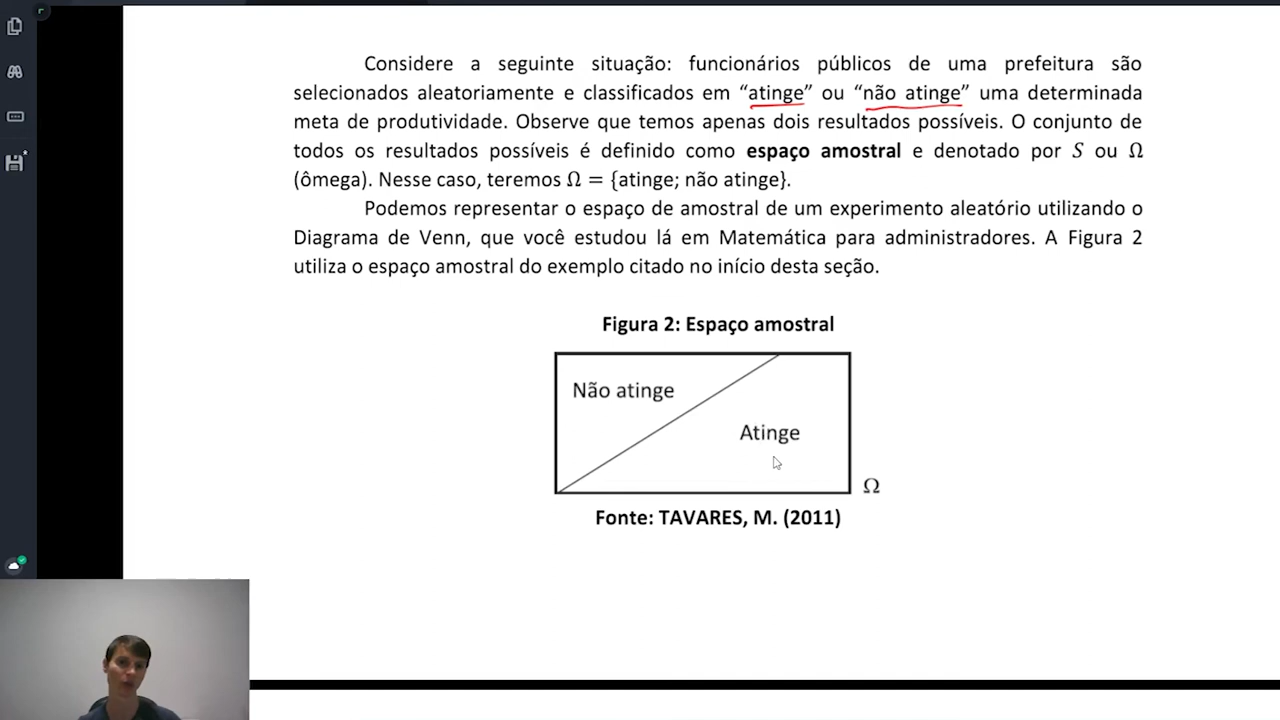 Considere a seguinte situação: funcionários públicos de uma prefeitura são
selecionados aleatoriamente e classificados em “atinge” ou “não atinge” uma determinada
meta de produtividade. Observe que temos apenas dois resultados possíveis. O conjunto de
todos os resultados possíveis é definido como espaço amostral e denotado por S ou Ω
(ômega). Nesse caso, teremos Ω = {atinge; não atinge}.
Podemos representar o espaço de amostral de um experimento aleatório utilizando o
Diagrama de Venn, que você estudou lá em Matemática para administradores. A Figura 2
utiliza o espaço amostral do exemplo citado no início desta seção.
Figura 2: Espaço amostral
Não atinge
Atinge
Ω
Fonte: TAVARES, M. (2011)